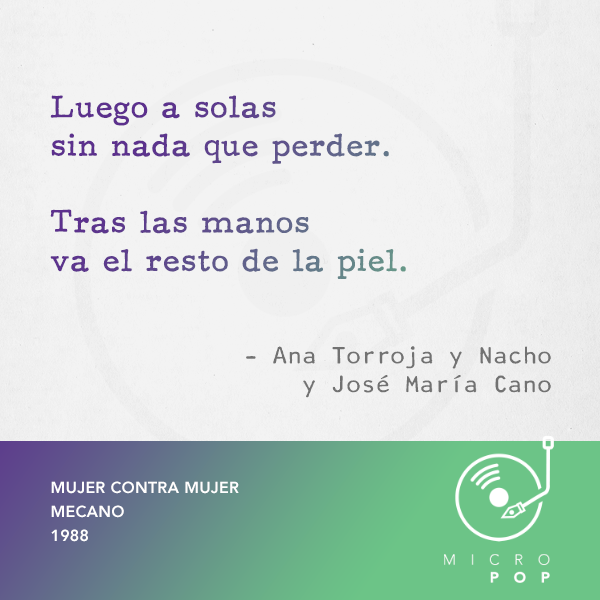 Luego a solas
sin nada que perder.
Tras las manos
va el resto de la piel.
- Ana Torroja y Nacho
y José María Cano
MUJER CONTRA MUJER
MECANO
1988
MICRO
POP